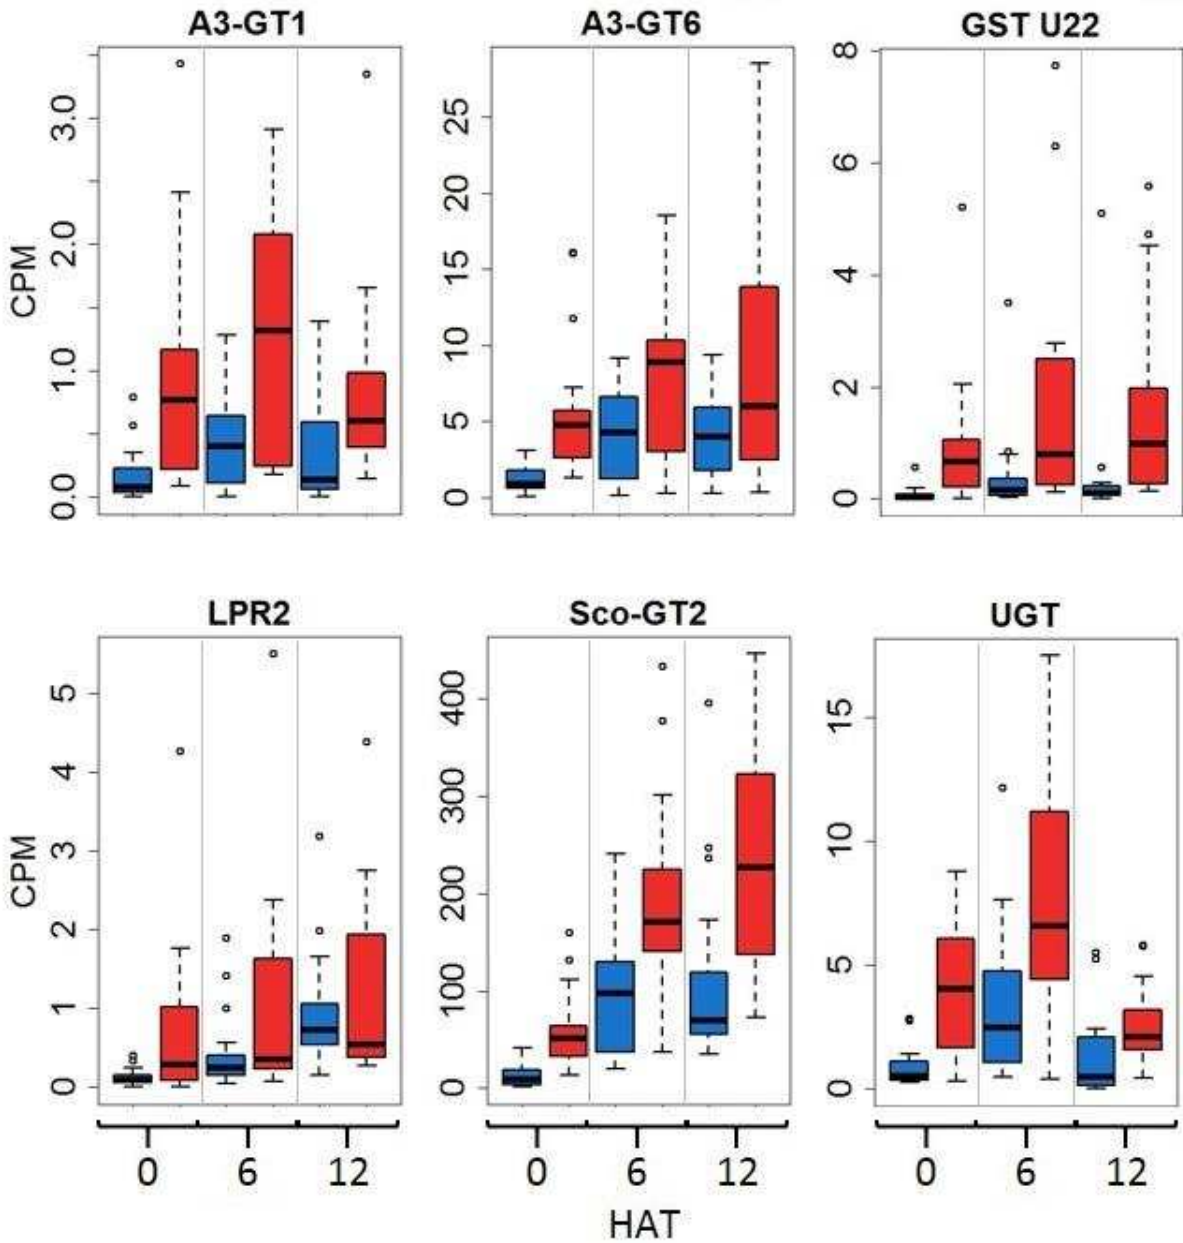 A3-GT1 A3-GT6 GST U22
CPM
0.0 1.0 2.0 3.0
0 5 10 15 20 25
0 2 4 6 8
LPR2 Sco-GT2 UGT
CPM
0 1 2 3 4 5
0 100 200 300 400
0 5 10 15
0 6 12 0 6 12 0 6 12
HAT